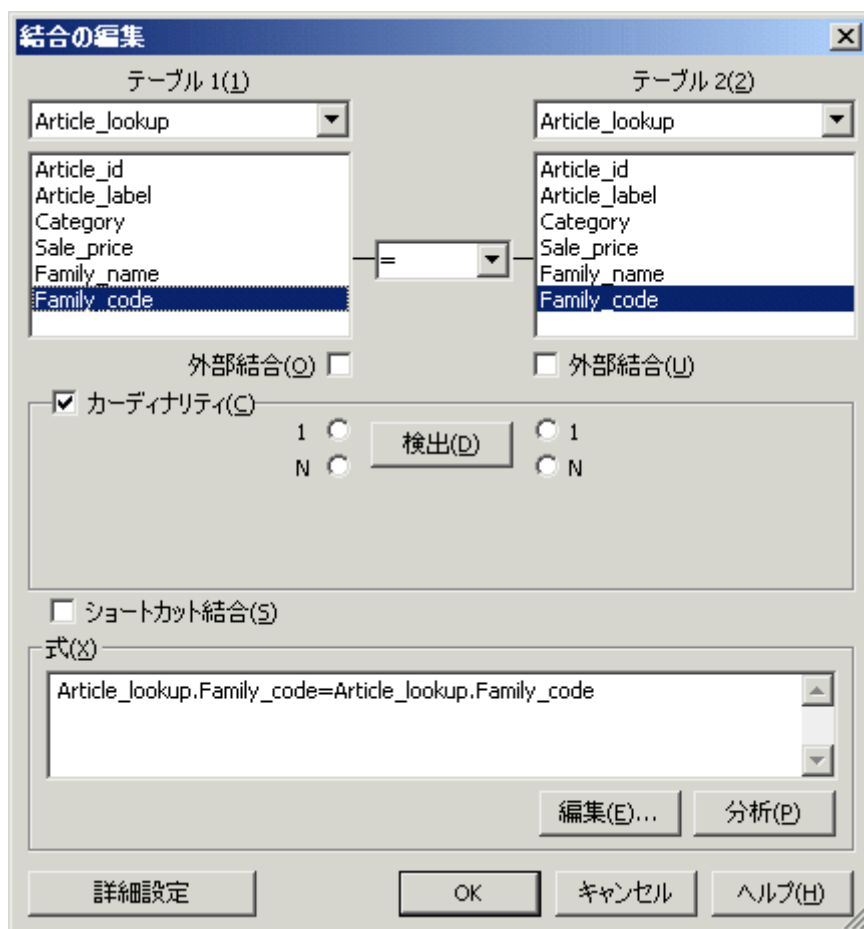 結合の編集
テーブル 1(1)
テーブル 2(2)
Article_lookup
Article_lookup
Article_id
Article_label
Category
Sale_price
Family_name
Family_code
=
Article_id
Article_label
Category
Sale_price
Family_name
Family_code
外部結合(O)
外部結合(U)
カーディナリティ(C)
1
N
検出(D)
1
N
ショートカット結合(S)
式(X)
Article_lookup.Family_code=Article_lookup.Family_code
編集(E)...
分析(P)
詳細設定
OK
キャンセル
ヘルプ(H)